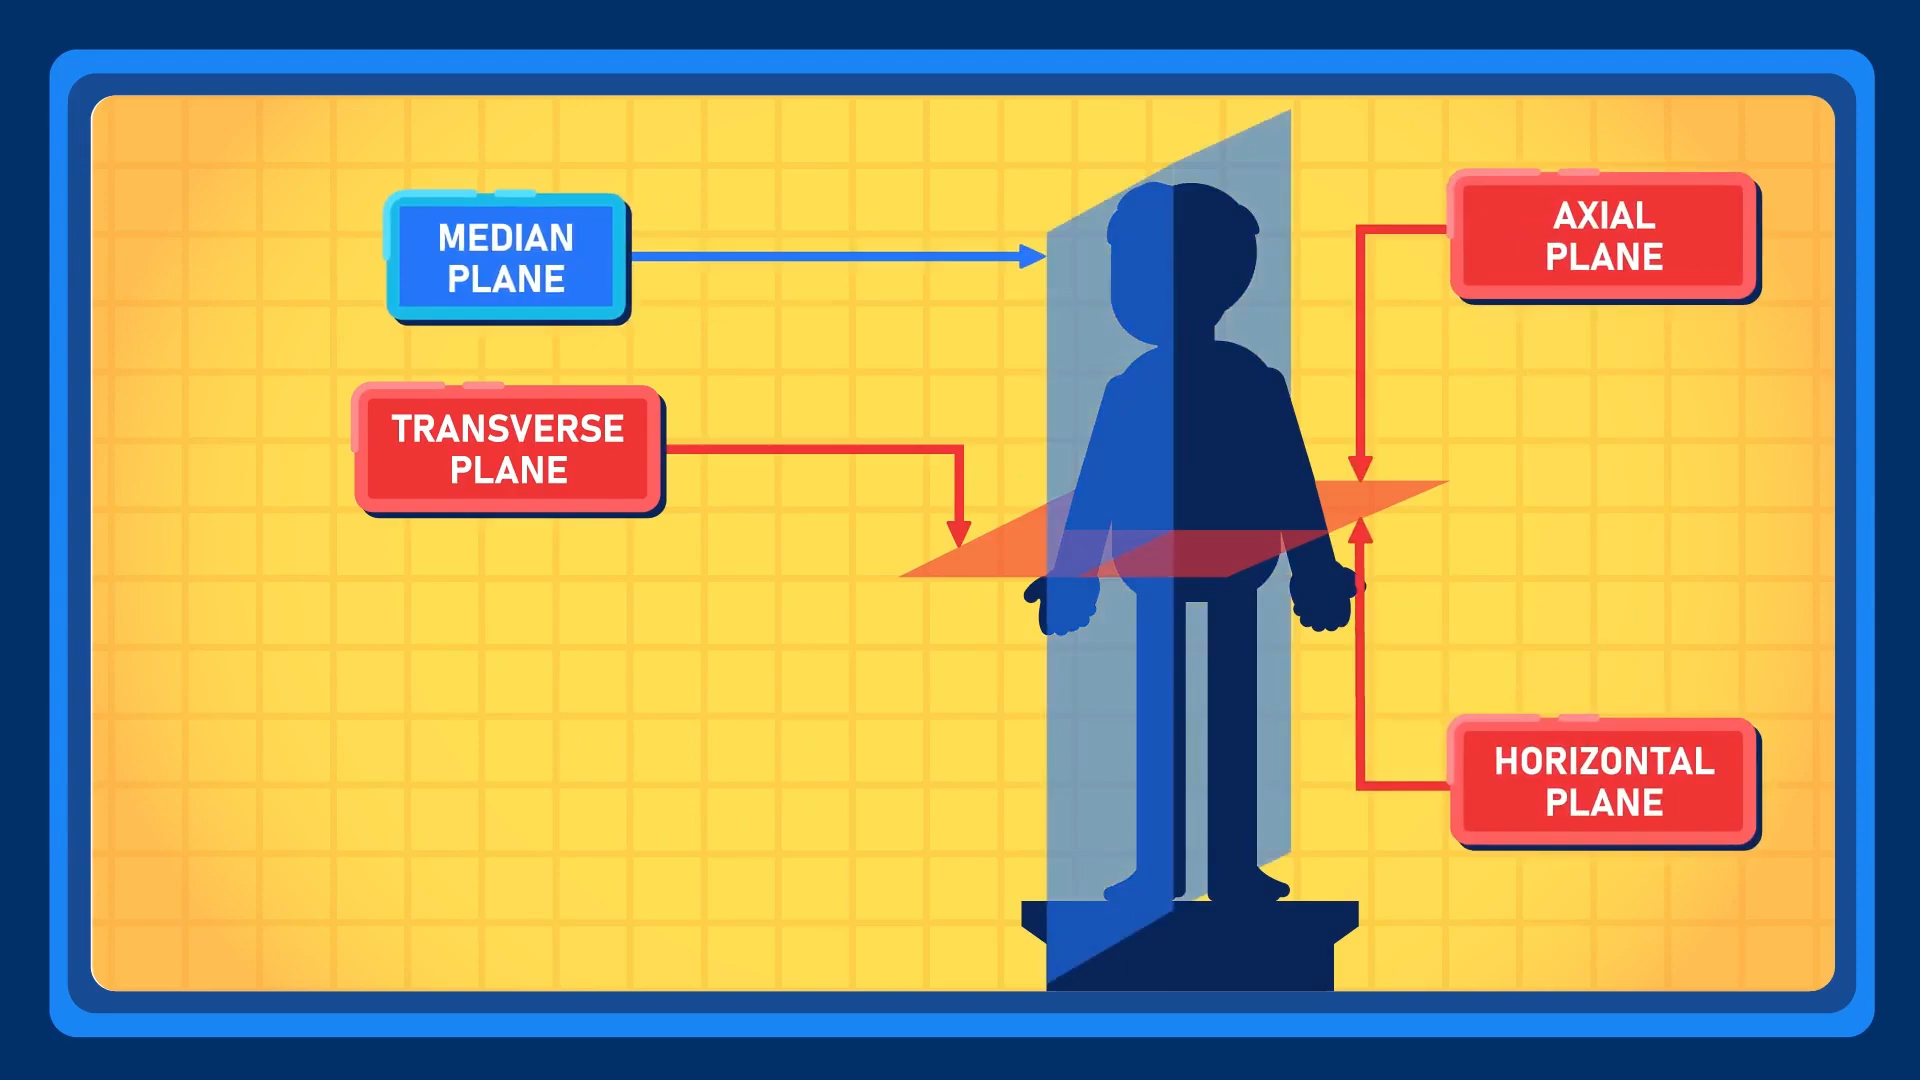 MEDIAN
PLANE
TRANSVERSE
PLANE
AXIAL
PLANE
HORIZONTAL
PLANE